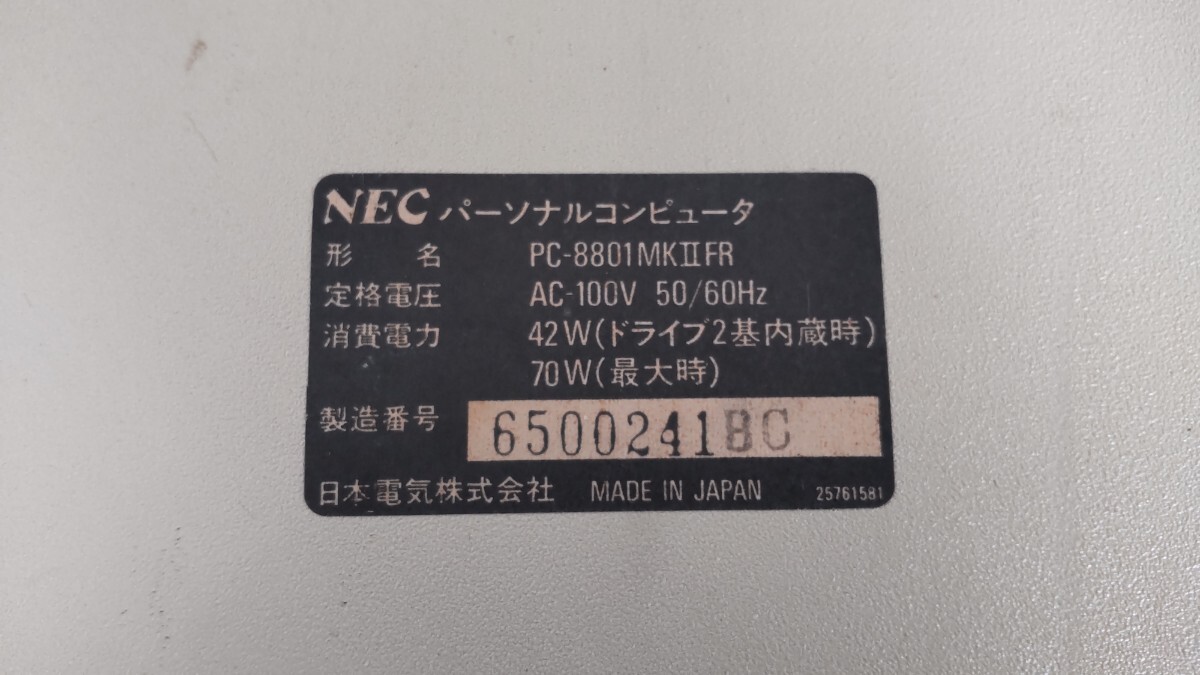 NEC パーソナルコンピュータ
形名 PC-8801MKⅡFR
定格電圧 AC-100V 50/60Hz
消費電力 42W(ドライブ2基内蔵時)
70W(最大時)
製造番号 6500241BC
日本電気株式会社 MADE IN JAPAN 25761581